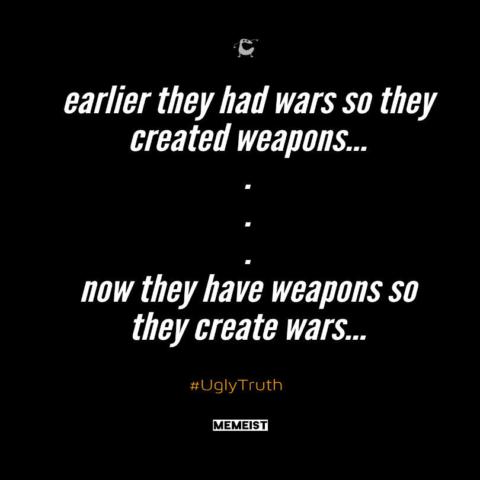 earlier they had wars so they
created weapons...
.
.
.
now they have weapons so
they create wars...
#UglyTruth
MEMEIST